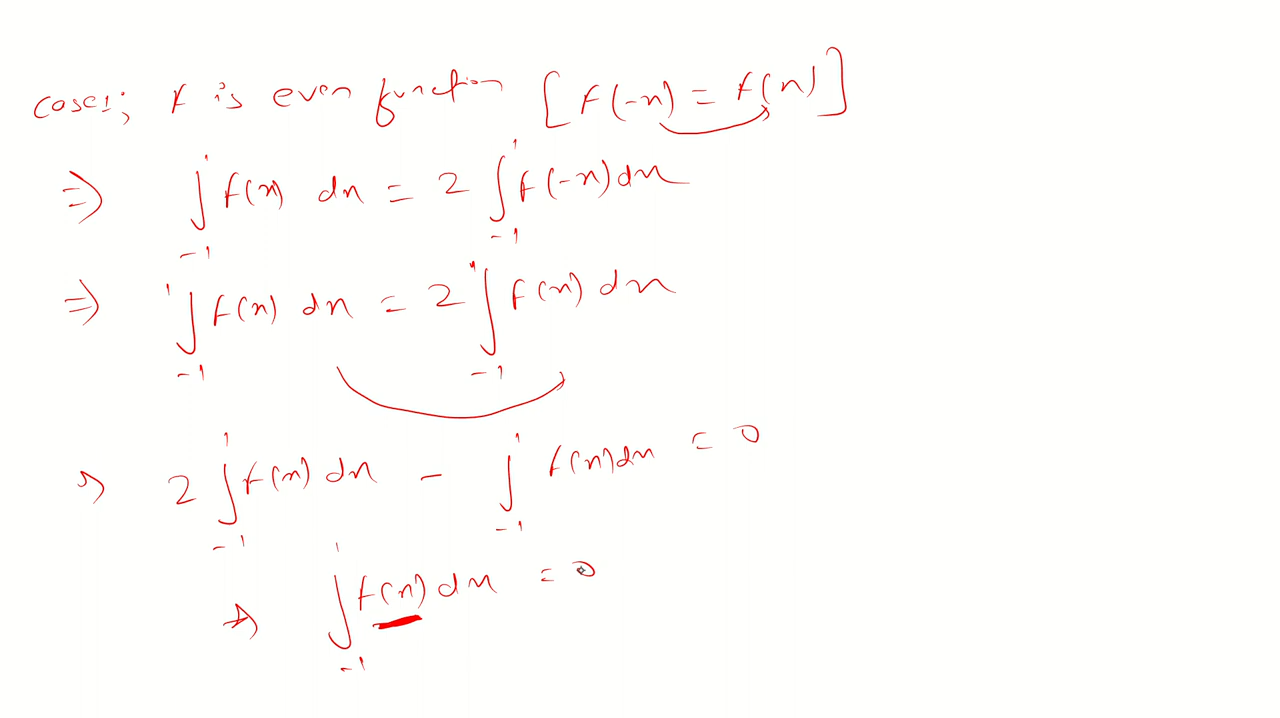 Case1; f is even function [f(-x) = f(x)]
⇒ ∫_{-1}^{1} f(x) dx = 2 ∫_{-1}^{1} f(-x) dx
⇒ ∫_{-1}^{1} f(x) dx = 2 ∫_{-1}^{1} f(x) dx
⇒ 2 ∫_{-1}^{1} f(x) dx - ∫_{-1}^{1} f(x) dx = 0
⇒ ∫_{-1}^{1} f(x) dx = 0